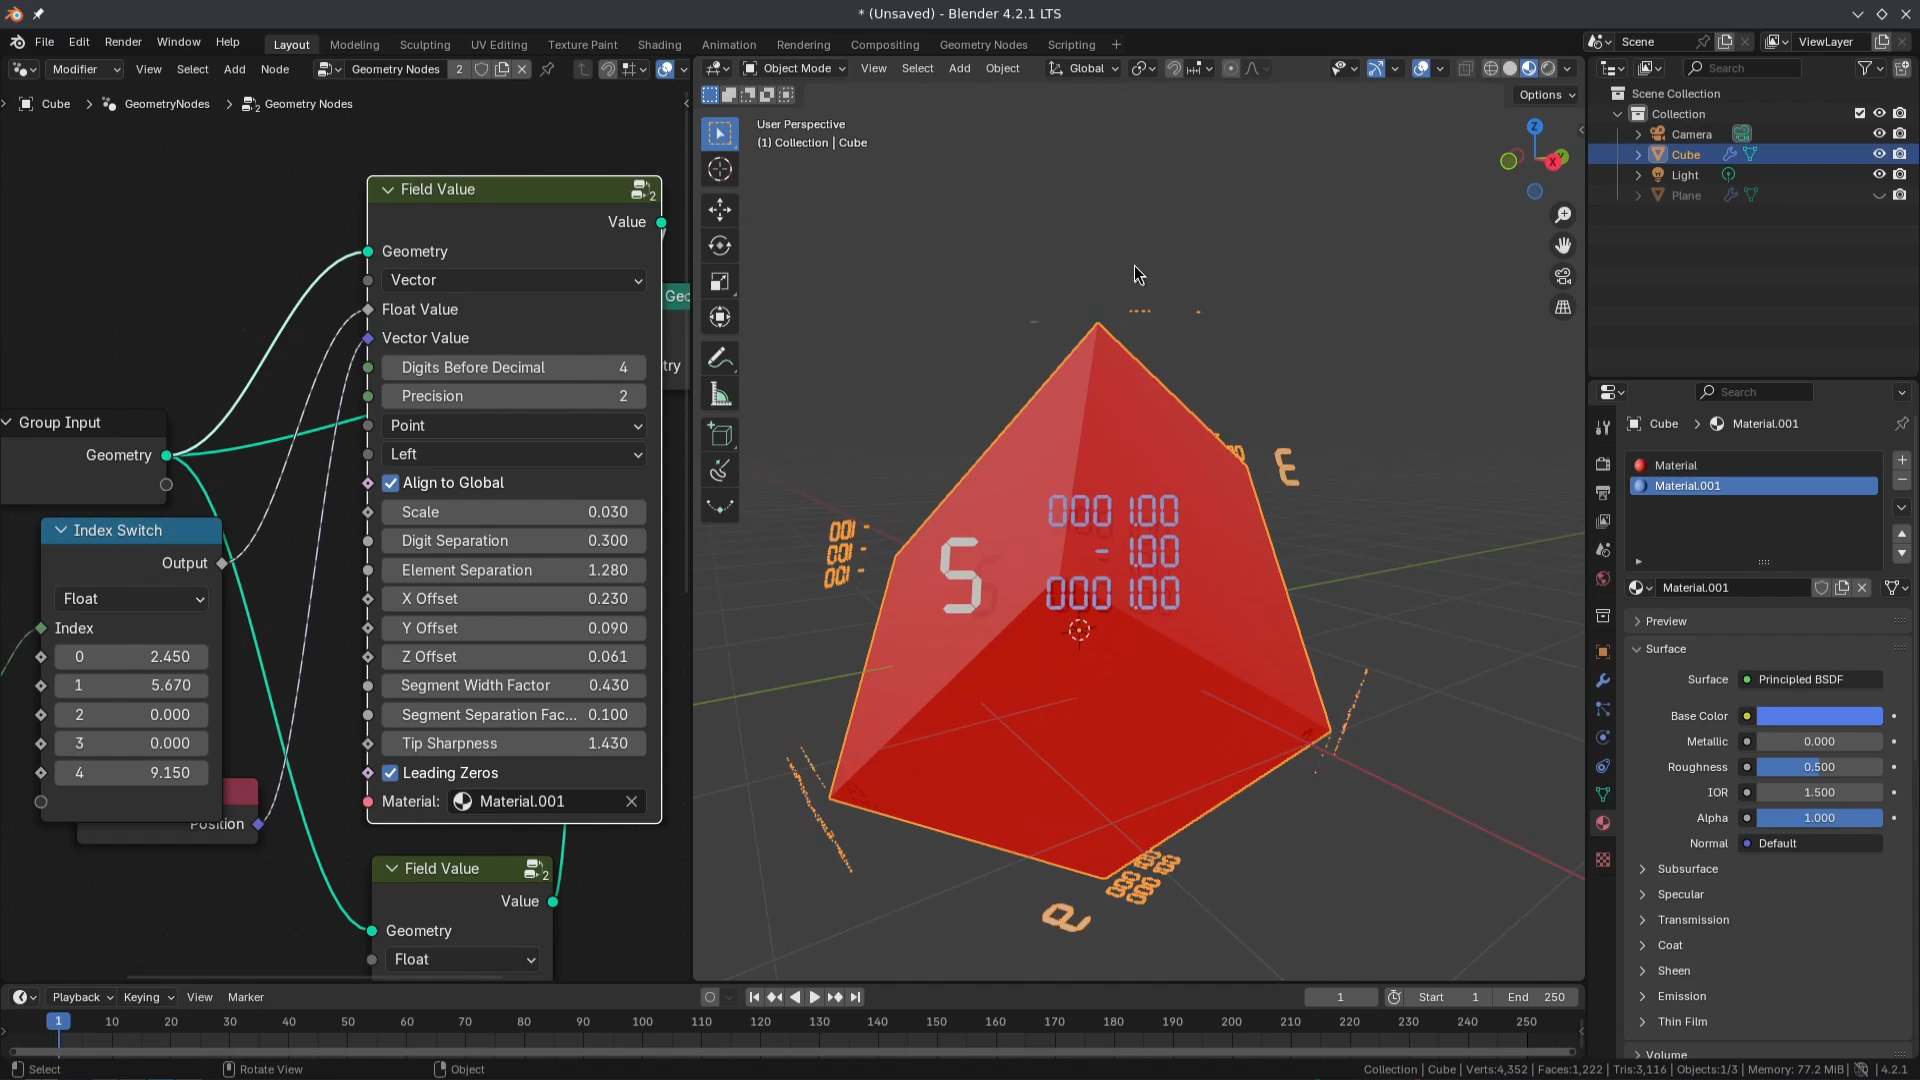 * (Unsaved) - Blender 4.2.1 LTS
File Edit Render Window Help Layout Modeling Sculpting UV Editing Texture Paint Shading Animation Rendering Compositing Geometry Nodes Scripting + Scene ViewLayer
Modifier View Select Add Node Geometry Nodes 2 Object Mode View Select Add Object Global Search
Cube > GeometryNodes > Geometry Nodes
2
Options
Field Value
2
Value
Geometry
Vector
Float Value
Vector Value
Digits Before Decimal 4
Precision 2
Point
Left
Align to Global
Scale 0.030
Digit Separation 0.300
Element Separation 1.280
X Offset 0.230
Y Offset 0.090
Z Offset 0.061
Segment Width Factor 0.430
Segment Separation Fac... 0.100
Tip Sharpness 1.430
Leading Zeros
Material: Material.001
Group Input
Geometry
Index Switch
Output
Float
Index
0 2.450
1 5.670
2 0.000
3 0.000
4 9.150
Position
Geo
try
Field Value
2
Value
Geometry
Float
User Perspective
(1) Collection | Cube
Z
X
Y
0001.00
-1.00
0001.00
5
Scene Collection
Collection
Camera
Cube
Light
Plane
Search
Cube > Material.001
Material
Material.001
Material.001
Preview
Surface
Surface Principled BSDF
Base Color
Metallic 0.000
Roughness 0.500
IOR 1.500
Alpha 1.000
Normal Default
Subsurface
Specular
Transmission
Coat
Sheen
Emission
Thin Film
Volume
Playback Keying View Marker 1 Start 1 End 250
1 10 20 30 40 50 60 70 80 90 100 110 120 130 140 150 160 170 180 190 200 210 220 230 240 250
Select Rotate View Object Collection | Cube | Verts:4,352 | Faces:1,222 | Tris:3,116 | Objects:1/3 | Memory: 77.2 MiB 4.2.1